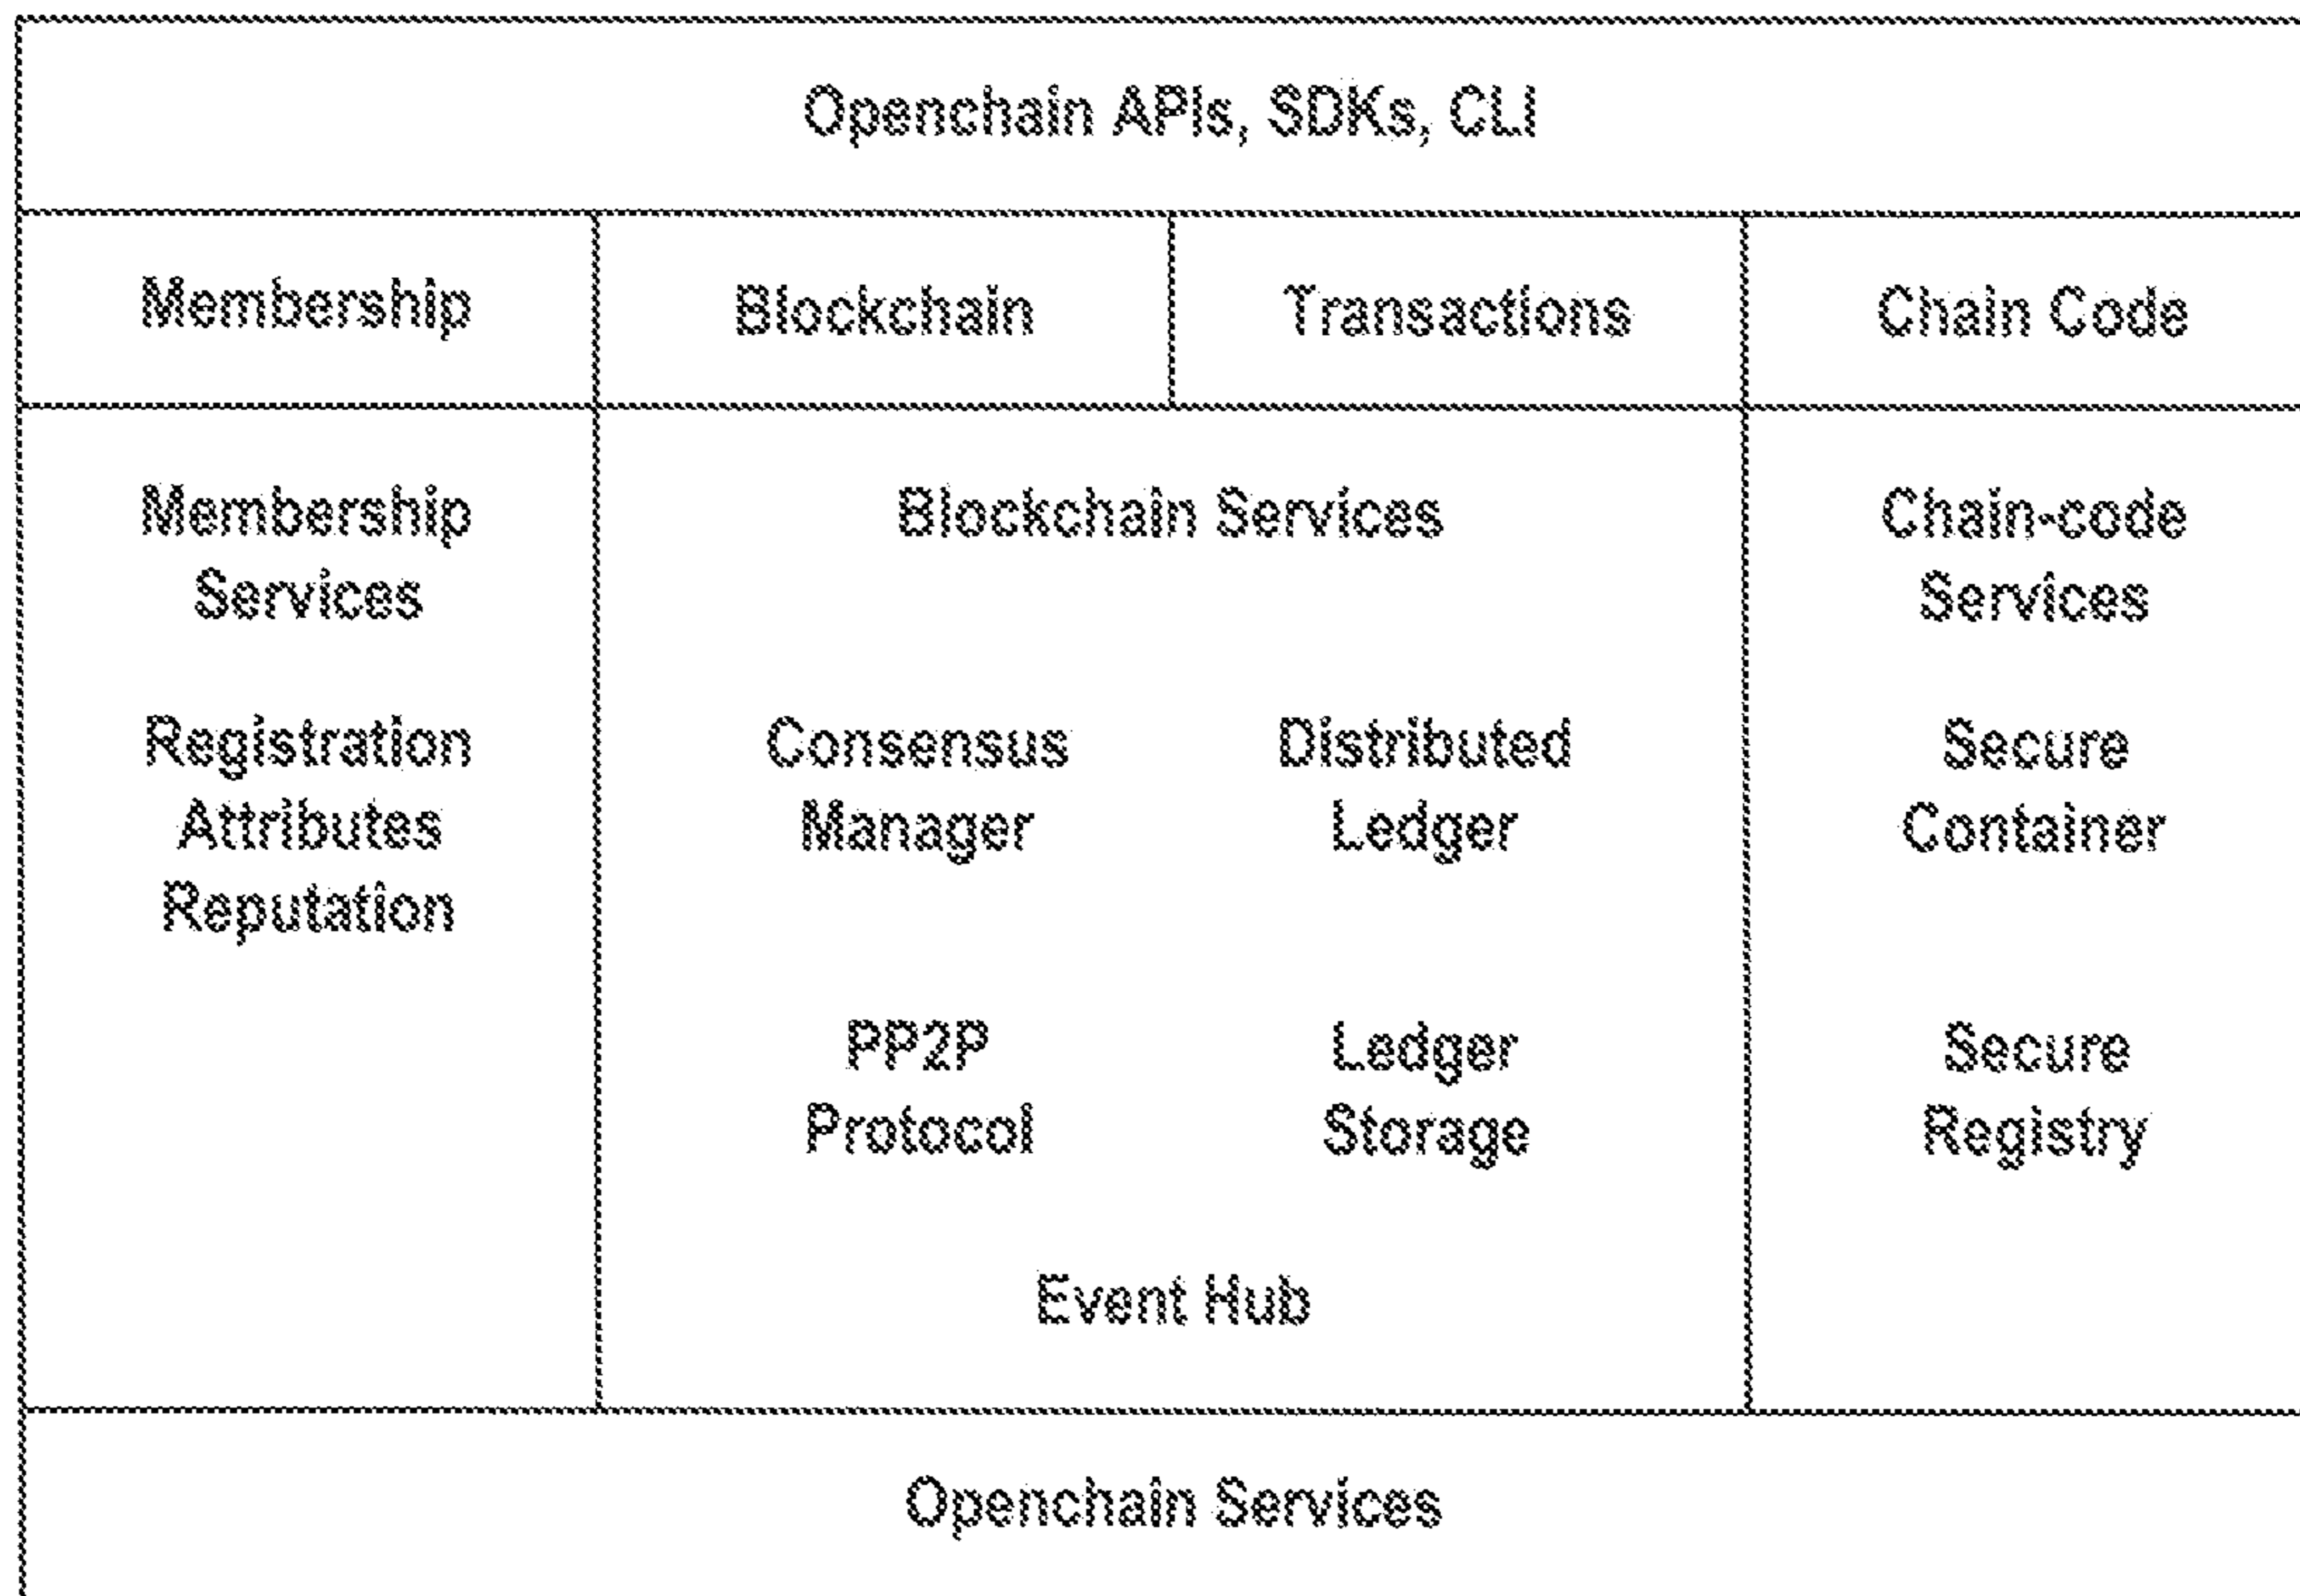 Openchain APIs, SDKs, CLI
Membership
Blockchain
Transactions
Chain Code
Membership
Services
Registration
Attributes
Reputation
Blockchain Services
Consensus
Manager
Distributed
Ledger
PP2P
Protocol
Ledger
Storage
Event Hub
Chain-code
Services
Secure
Container
Secure
Registry
Openchain Services